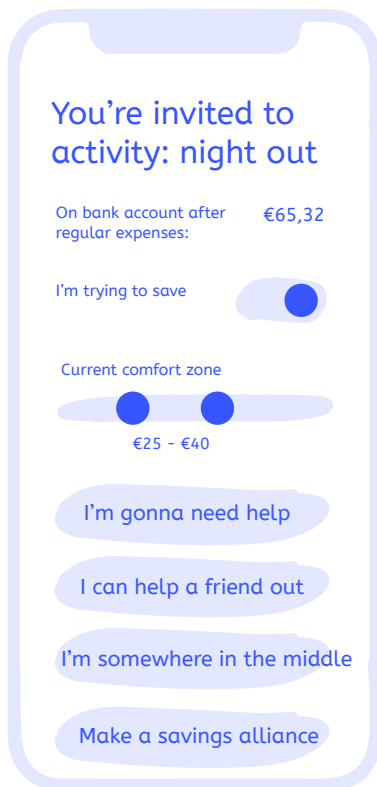 You're invited to
activity: night out
On bank account after
regular expenses:
€65,32
I'm trying to save
Current comfort zone
€25 - €40
I'm gonna need help
I can help a friend out
I'm somewhere in the middle
Make a savings alliance